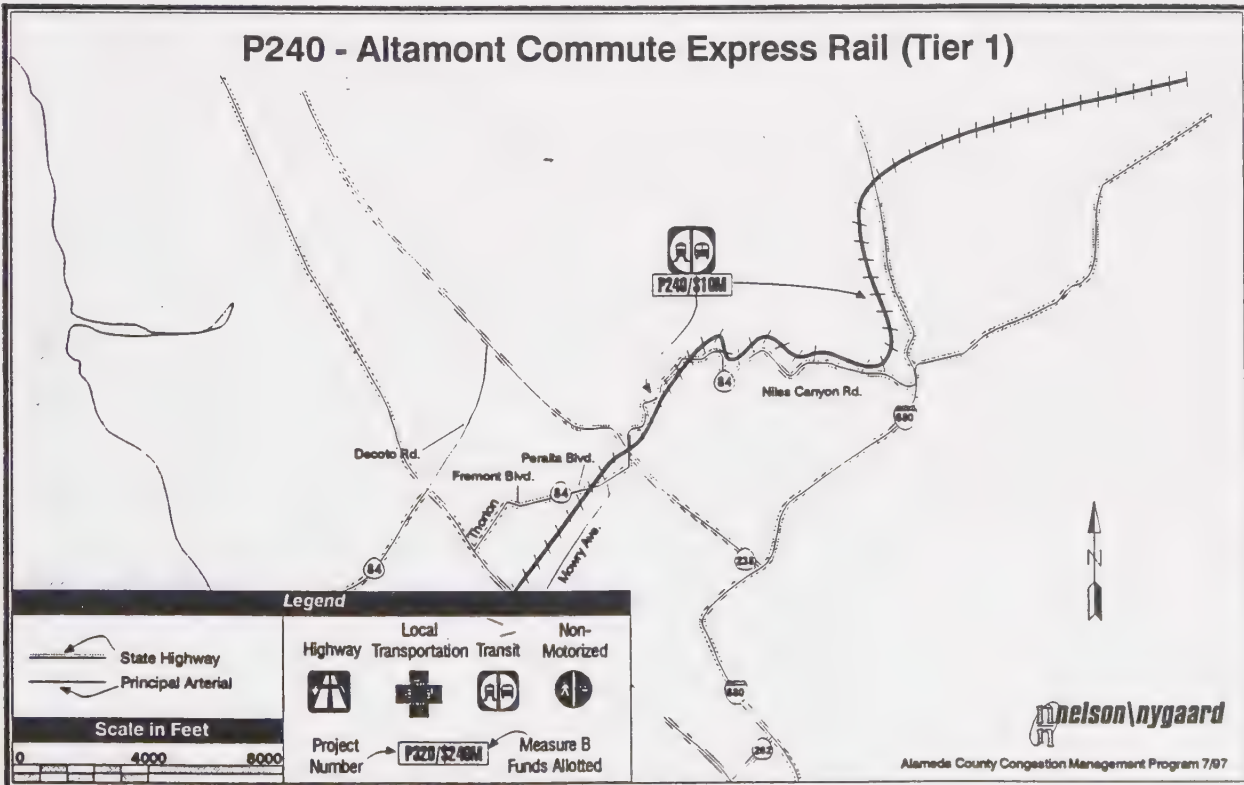 P240 - Altamont Commute Express Rail (Tier 1)
P240/$10M
84
Niles Canyon Rd.
680
Decoto Rd.
Peralta Blvd.
Fremont Blvd.
84
Thorton
Mowry Ave.
238
84
N
Legend
State Highway
Principal Arterial
Highway
Local
Transportation
Transit
Non-
Motorized
Scale in Feet
0 4000 8000
Project
Number
P320/$240M
Measure B
Funds Allotted
680
262
nelson\nygaard
Alameda County Congestion Management Program 7/97